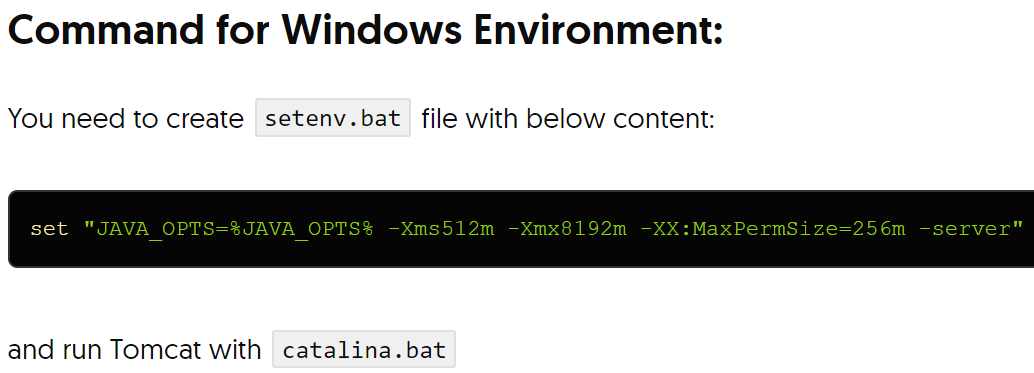 Command for Windows Environment:
You need to create setenv.bat file with below content:
set "JAVA_OPTS=%JAVA_OPTS% -Xms512m -Xmx8192m -XX:MaxPermSize=256m -server"
and run Tomcat with catalina.bat